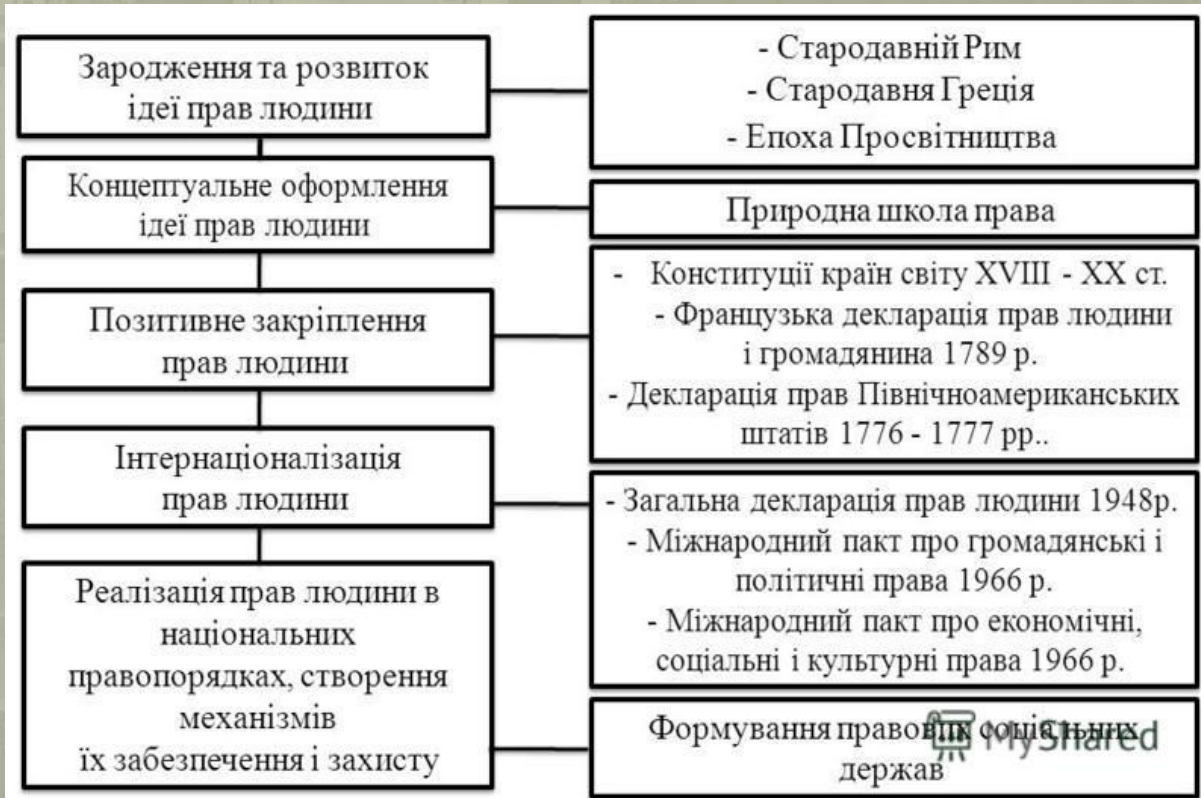 Зародження та розвиток
ідеї прав людини
- Стародавній Рим
- Стародавня Греція
- Епоха Просвітництва
Концептуальне оформлення
ідеї прав людини
Природна школа права
Позитивне закріплення
прав людини
- Конституції країн світу XVIII - XX ст.
- Французька декларація прав людини
і громадянина 1789 р.
- Декларація прав Північноамериканських
штатів 1776 - 1777 рр..
Інтернаціоналізація
прав людини
- Загальна декларація прав людини 1948р.
- Міжнародний пакт про громадянські і
політичні права 1966 р.
- Міжнародний пакт про економічні,
соціальні і культурні права 1966 р.
Реалізація прав людини в
національних
правопорядках, створення
механізмів
їх забезпечення і захисту
Формування правових соціальних
держав
MyShared